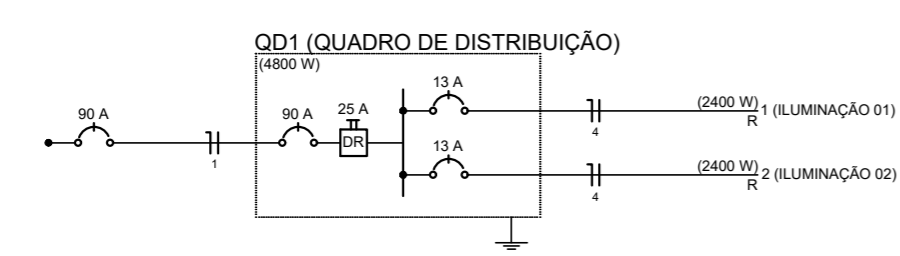 QD1 (QUADRO DE DISTRIBUIÇÃO)
(4800 W)
90 A
1
90 A
25 A
DR
13 A
4
(2400 W)
R
1 (ILUMINAÇÃO 01)
13 A
4
(2400 W)
R
2 (ILUMINAÇÃO 02)